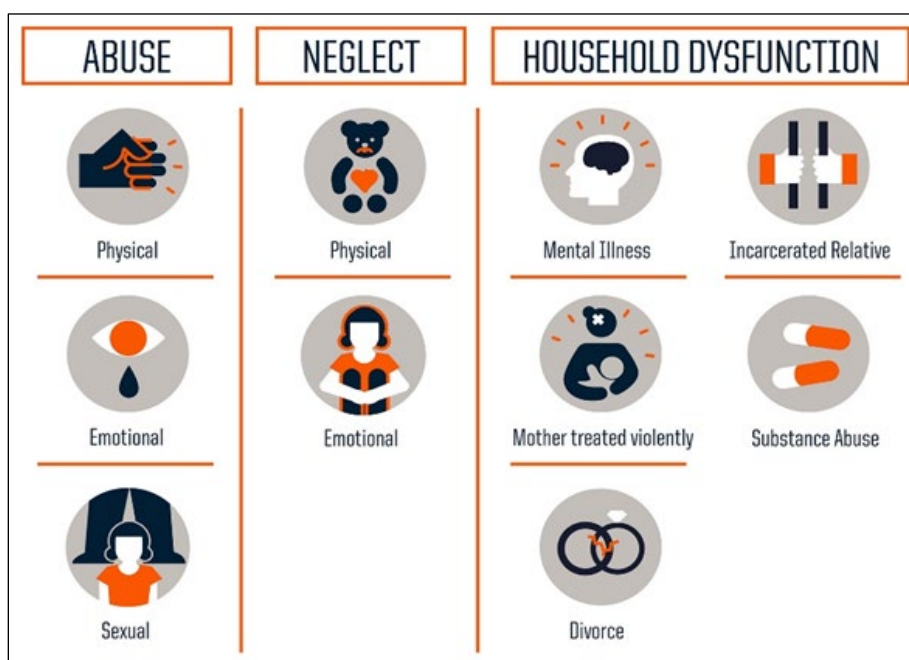 ABUSE
NEGLECT
HOUSEHOLD DYSFUNCTION
Physical
Emotional
Sexual
Physical
Emotional
Mental Illness
Incarcerated Relative
Mother treated violently
Substance Abuse
Divorce